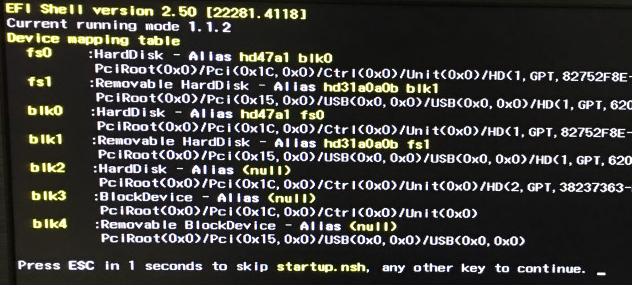 EFI Shell version 2.50 [22281.4118]
Current running mode 1.1.2
Device mapping table
fs0 :HardDisk - Alias hd47a1 blk0
PciRoot(0x0)/Pci(0x1C,0x0)/Ctrl(0x0)/Unit(0x0)/HD(1,GPT,82752F8E-
fs1 :Removable HardDisk - Alias hd31a0a0b blk1
PciRoot(0x0)/Pci(0x15,0x0)/USB(0x0,0x0)/USB(0x0,0x0)/HD(1,GPT,620
blk0 :HardDisk - Alias hd47a1 fs0
PciRoot(0x0)/Pci(0x1C,0x0)/Ctrl(0x0)/Unit(0x0)/HD(1,GPT,82752F8E-
blk1 :Removable HardDisk - Alias hd31a0a0b fs1
PciRoot(0x0)/Pci(0x15,0x0)/USB(0x0,0x0)/USB(0x0,0x0)/HD(1,GPT,620
blk2 :HardDisk - Alias (null)
PciRoot(0x0)/Pci(0x1C,0x0)/Ctrl(0x0)/Unit(0x0)/HD(2,GPT,38237363-
blk3 :BlockDevice - Alias (null)
PciRoot(0x0)/Pci(0x1C,0x0)/Ctrl(0x0)/Unit(0x0)
blk4 :Removable BlockDevice - Alias (null)
PciRoot(0x0)/Pci(0x15,0x0)/USB(0x0,0x0)/USB(0x0,0x0)
Press ESC in 1 seconds to skip startup.nsh, any other key to continue. _